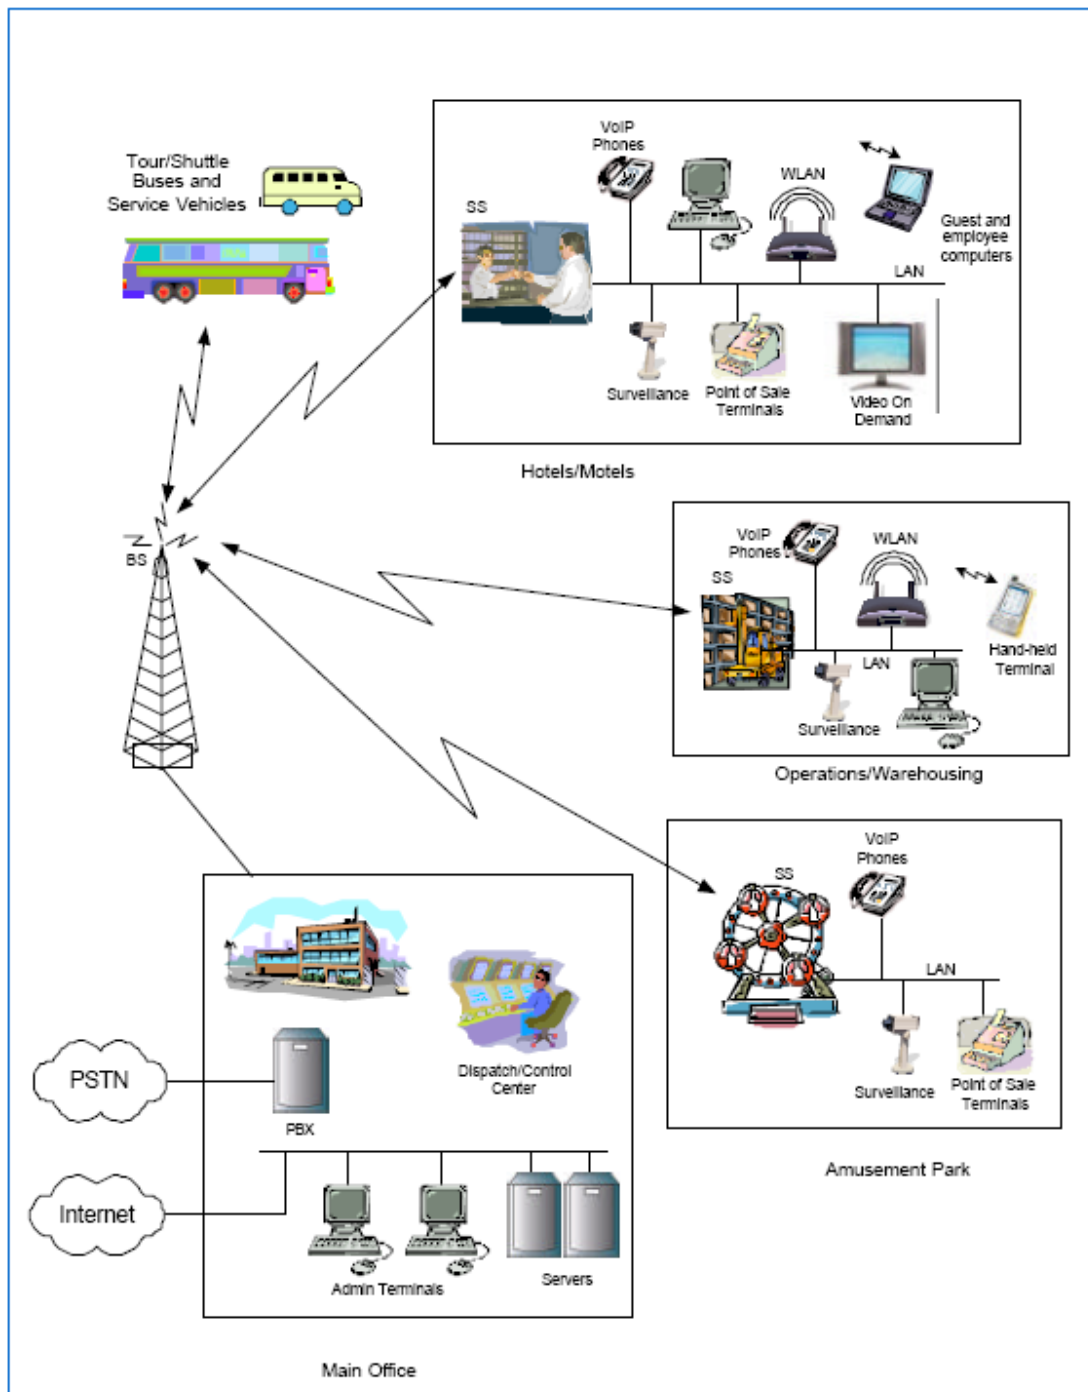 Tour/Shuttle
Buses and
Service Vehicles
VoIP
Phones
WLAN
SS
Guest and
employee
computers
LAN
Surveillance
Point of Sale
Terminals
Video On
Demand
Hotels/Motels
BS
VoIP
Phones
WLAN
SS
LAN
Hand-held
Terminal
Surveillance
Operations/Warehousing
VoIP
Phones
SS
LAN
Surveillance
Point of Sale
Terminals
Amusement Park
Dispatch/Control
Center
PSTN
PBX
Internet
Admin Terminals
Servers
Main Office